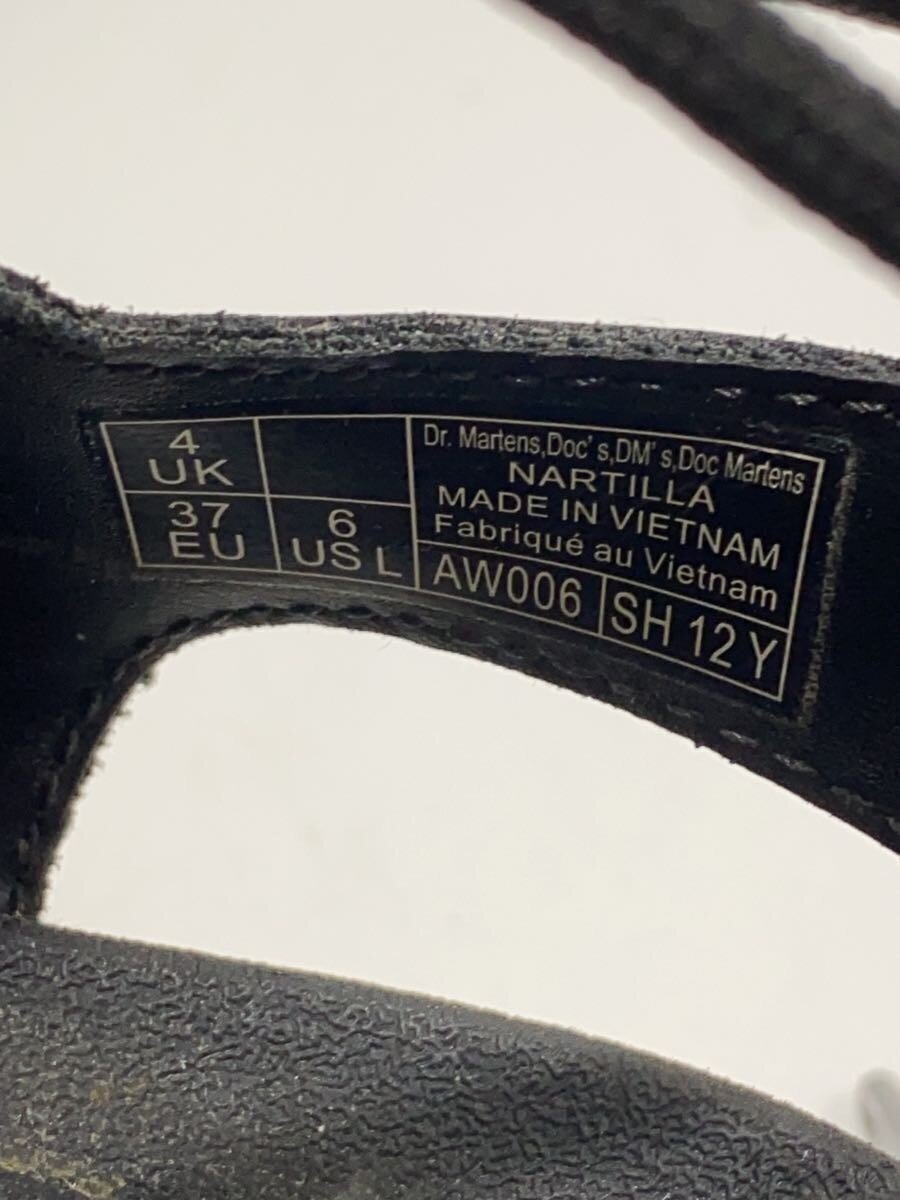 4
UK
37
EU
6
US L
Dr. Martens,Doc's,DM's,Doc Martens
NARTILLA
MADE IN VIETNAM
Fabriqué au Vietnam
AW006
SH 12 Y